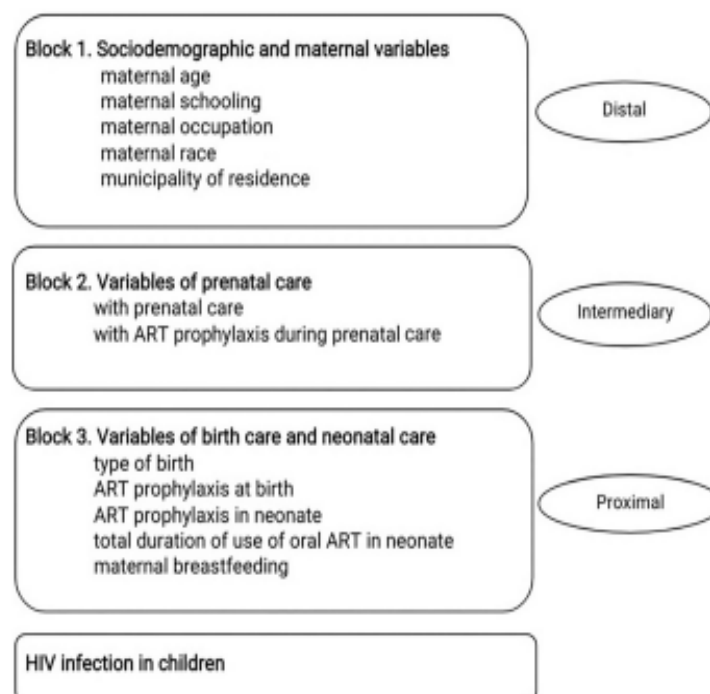 Block 1. Sociodemographic and maternal variables
maternal age
maternal schooling
maternal occupation
maternal race
municipality of residence
Distal
Block 2. Variables of prenatal care
with prenatal care
with ART prophylaxis during prenatal care
Intermediary
Block 3. Variables of birth care and neonatal care
type of birth
ART prophylaxis at birth
ART prophylaxis in neonate
total duration of use of oral ART in neonate
maternal breastfeeding
Proximal
HIV infection in children